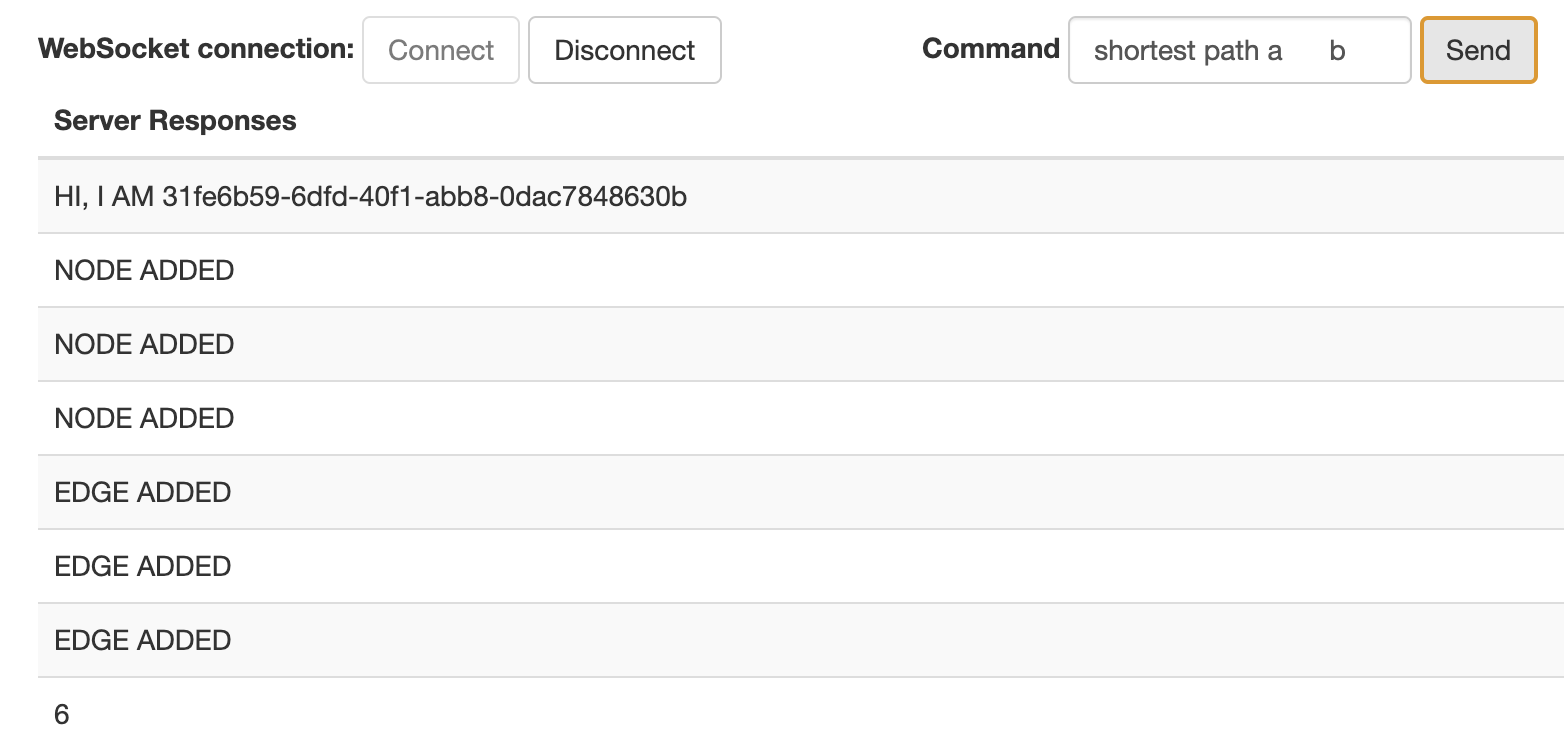 WebSocket connection: Connect Disconnect Command shortest path a      b Send
Server Responses
HI, I AM 31fe6b59-6dfd-40f1-abb8-0dac7848630b
NODE ADDED
NODE ADDED
NODE ADDED
EDGE ADDED
EDGE ADDED
EDGE ADDED
6